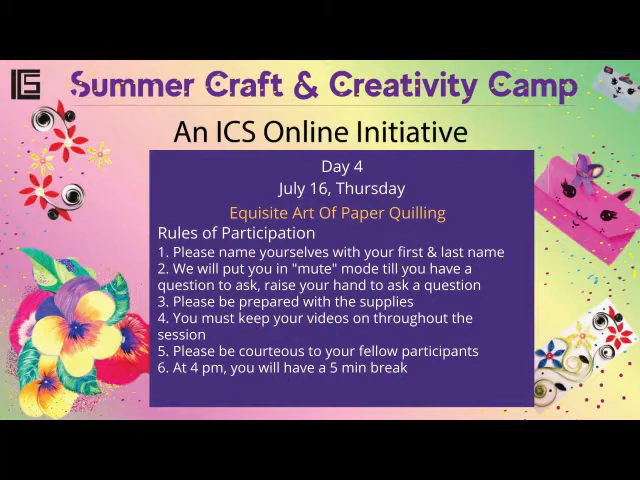 ICS
Summer Craft & Creativity Camp
An ICS Online Initiative
Day 4
July 16, Thursday
Equisite Art Of Paper Quilling
Rules of Participation
1. Please name yourselves with your first & last name
2. We will put you in "mute" mode till you have a
question to ask, raise your hand to ask a question
3. Please be prepared with the supplies
4. You must keep your videos on throughout the
session
5. Please be courteous to your fellow participants
6. At 4 pm, you will have a 5 min break